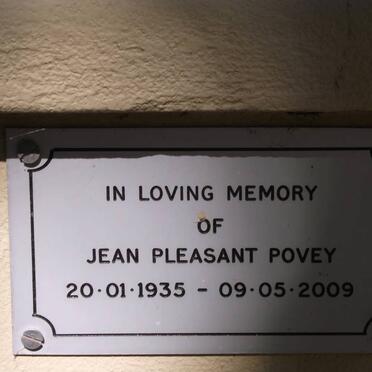 IN LOVING MEMORY
OF
JEAN PLEASANT POVEY
20·01·1935 – 09·05·2009